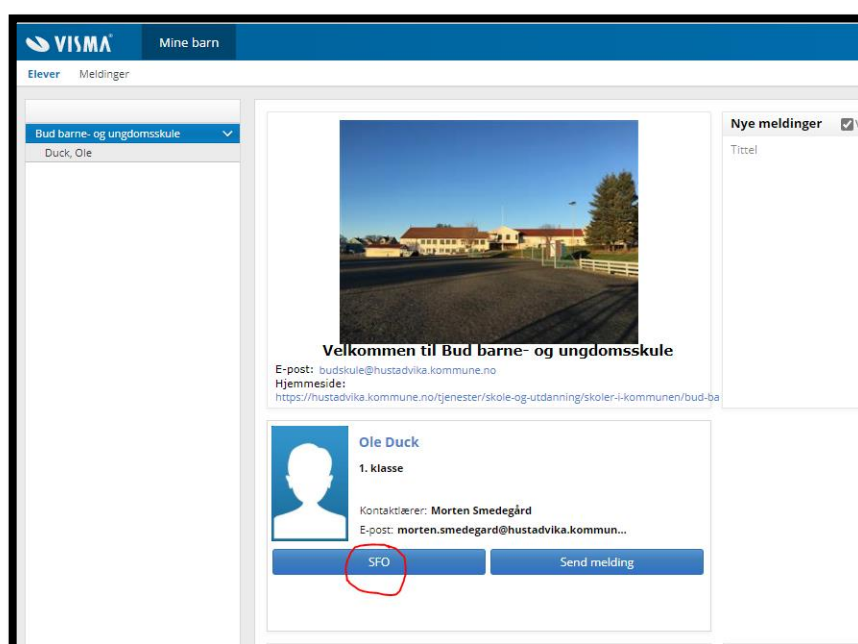 VISMA Mine barn
Elever Meldinger
Bud barne- og ungdomsskule
Duck, Ole
Velkommen til Bud barne- og ungdomsskule
E-post: budskule@hustadvika.kommune.no
Hjemmeside:
https://hustadvika.kommune.no/tjenester/skole-og-utdanning/skoler-i-kommunen/bud-ba
Nye meldinger V
Tittel
Ole Duck
1. klasse
Kontaktlærer: Morten Smedegård
E-post: morten.smedegard@hustadvika.kommun...
SFO Send melding